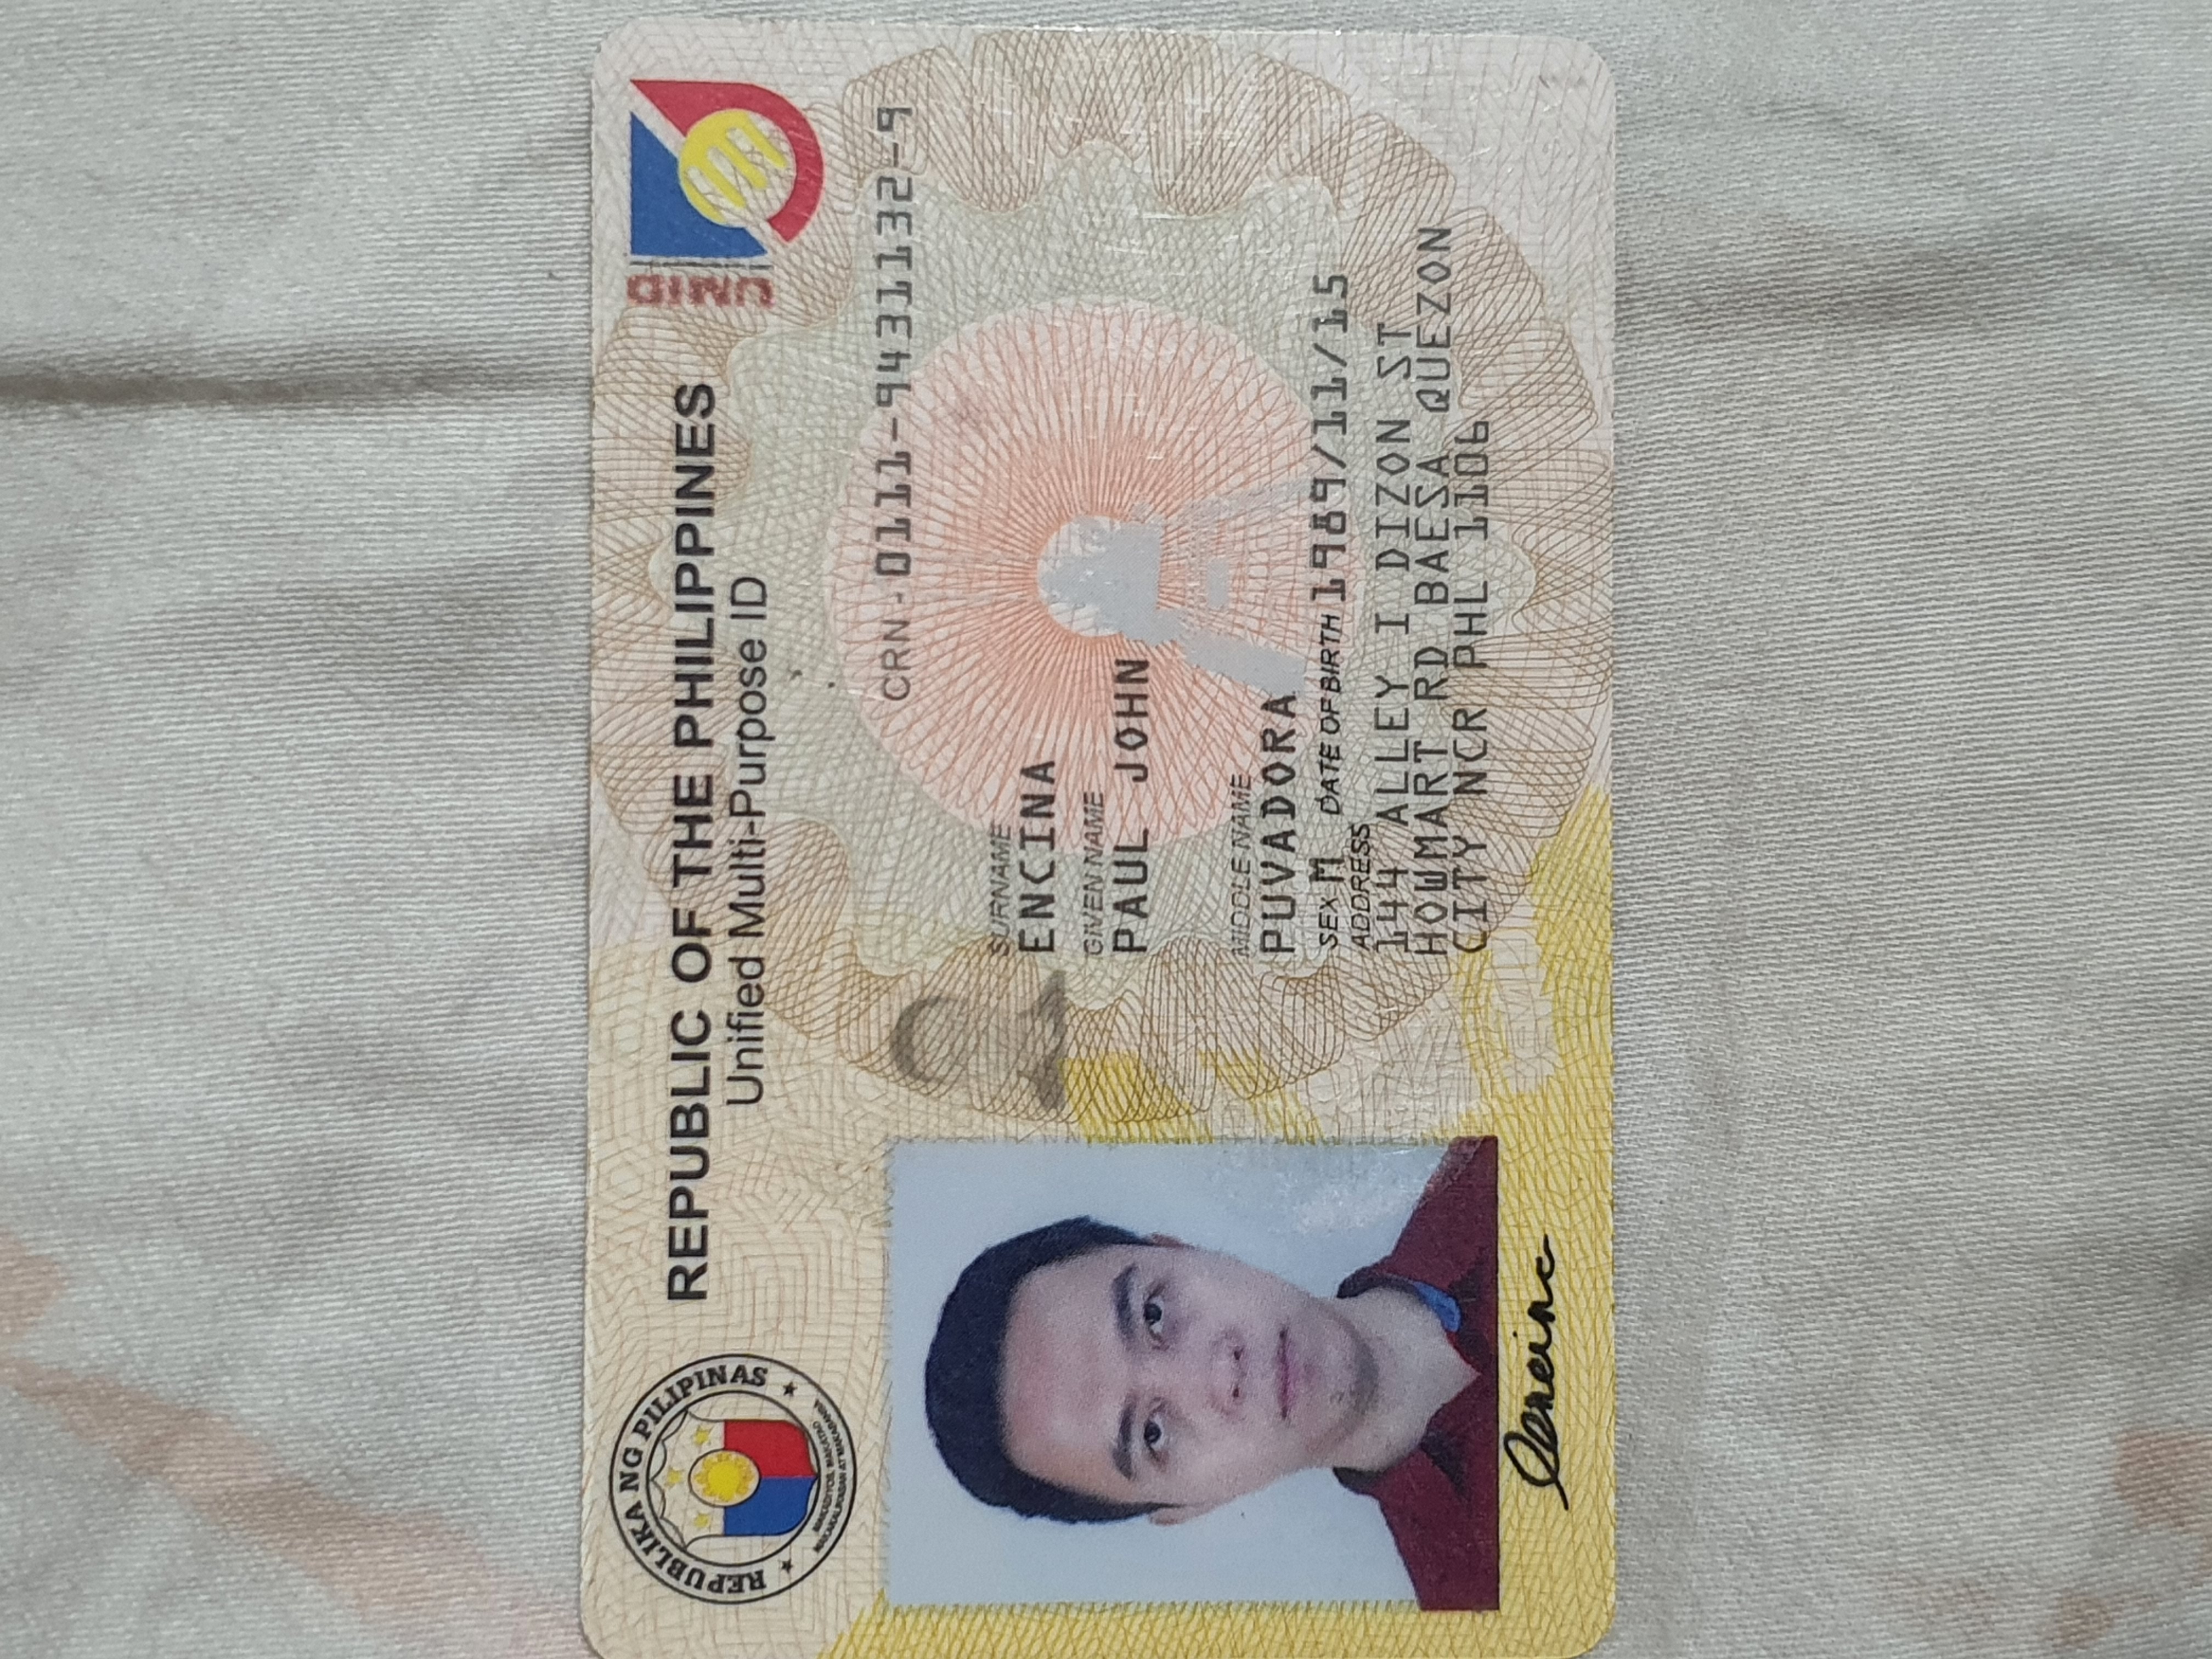 REPUBLIKA NG PILIPINAS
MAKADIYOS, MAKATAO
MAKAKALIKASAN AT MAKABANSA
REPUBLIC OF THE PHILIPPINES
Unified Multi-Purpose ID
UMID
CRN - 0111-9431132-9
SURNAME
ENCINA
GIVEN NAME
PAUL JOHN
MIDDLE NAME
PUVADORA
SEX M DATE OF BIRTH 1989/11/15
ADDRESS
144 ALLEY I DIZON ST
HOWMART RD BAESA QUEZON
CITY NCR PHL 1106